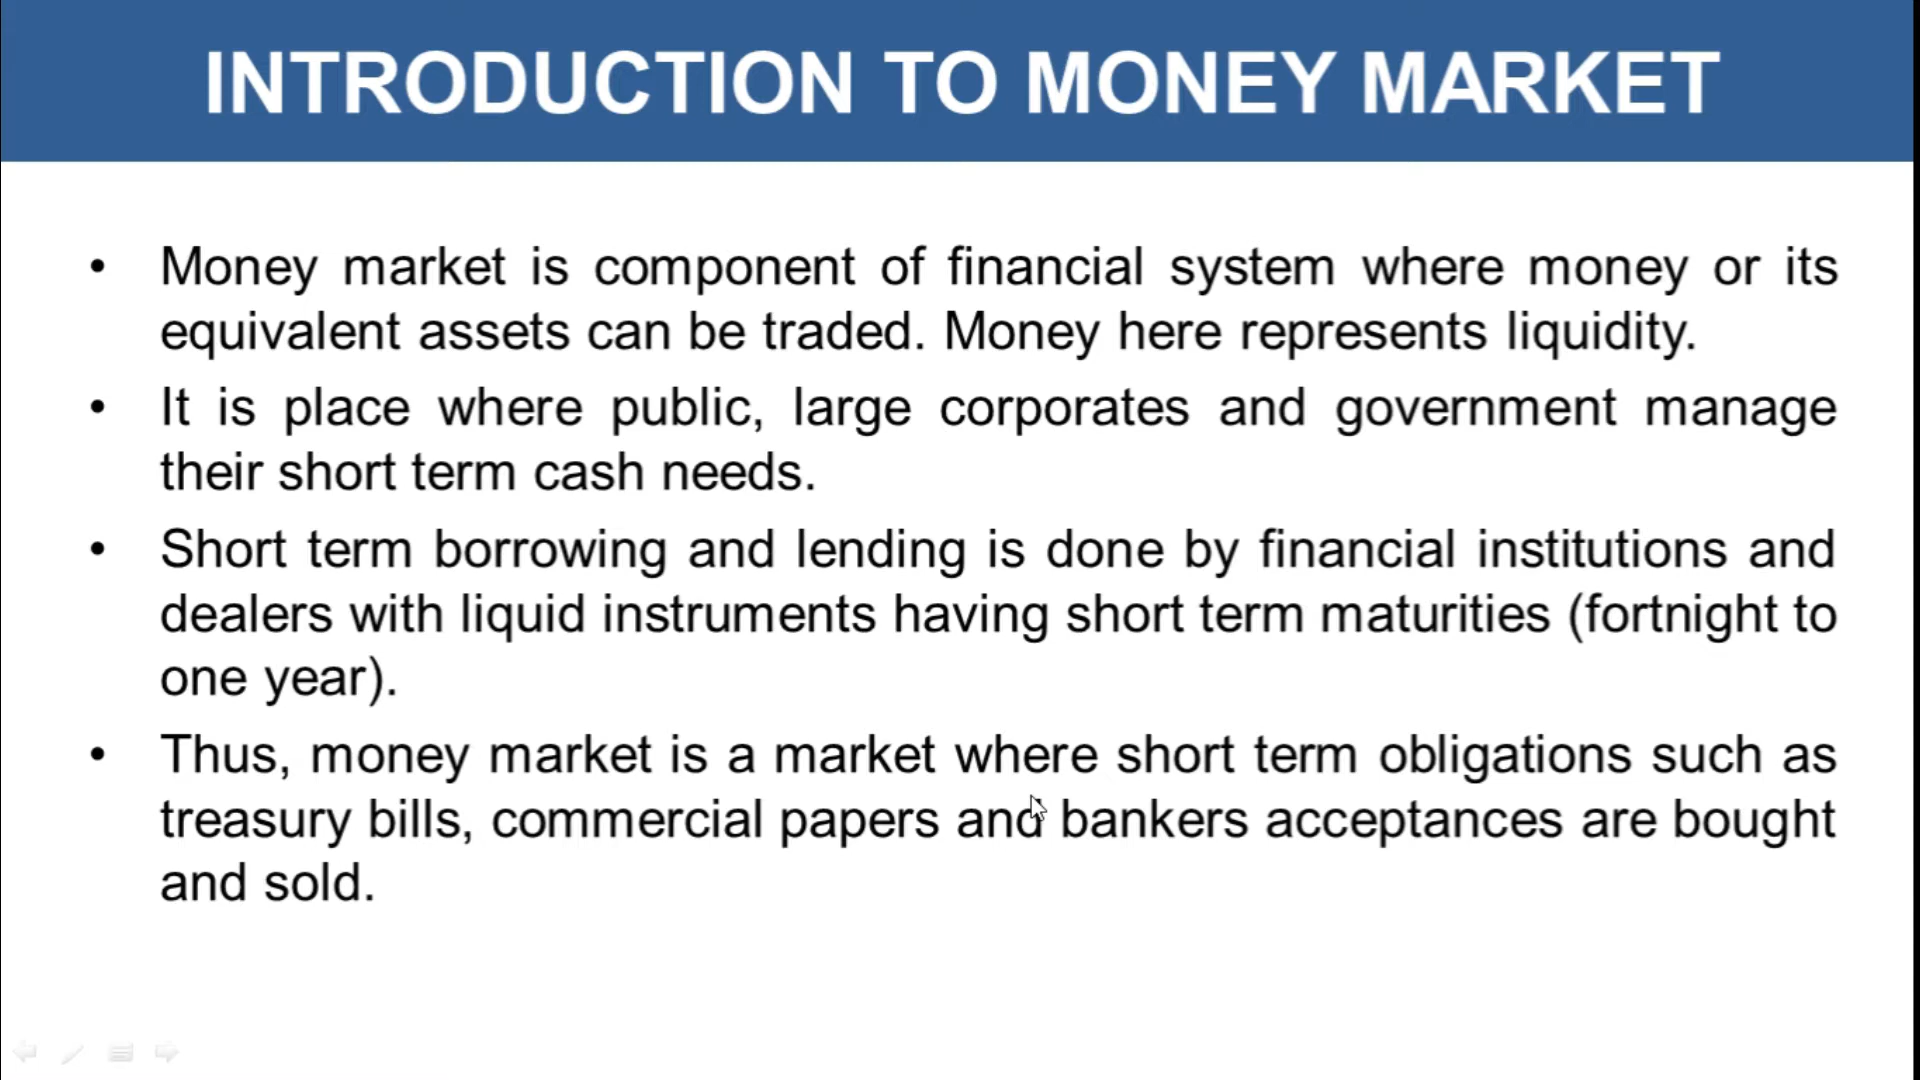 INTRODUCTION TO MONEY MARKET
• Money market is component of financial system where money or its
equivalent assets can be traded. Money here represents liquidity.
• It is place where public, large corporates and government manage
their short term cash needs.
• Short term borrowing and lending is done by financial institutions and
dealers with liquid instruments having short term maturities (fortnight to
one year).
• Thus, money market is a market where short term obligations such as
treasury bills, commercial papers and bankers acceptances are bought
and sold.